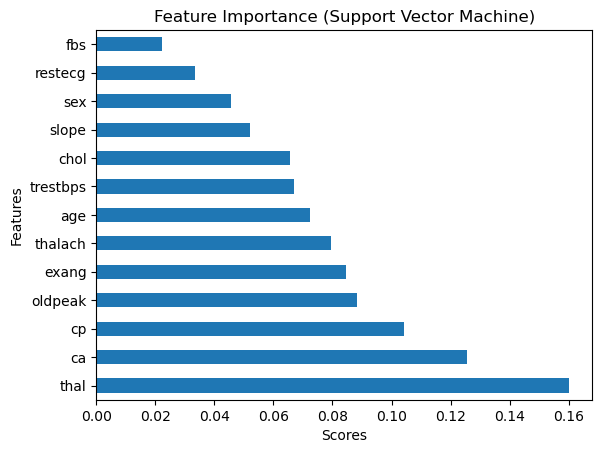 Feature Importance (Support Vector Machine)
fbs
restecg
sex
slope
chol
trestbps
age
thalach
exang
oldpeak
cp
ca
thal
Features
0.00 0.02 0.04 0.06 0.08 0.10 0.12 0.14 0.16
Scores